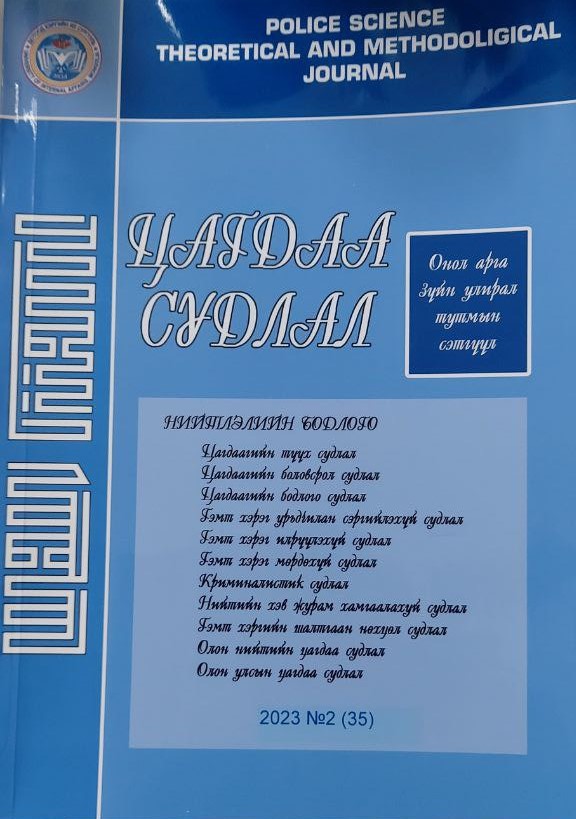 POLICE SCIENCE
THEORETICAL AND METHODOLIGICAL
JOURNAL
ЦАГДАА
СУДЛАЛ
Онол арга
зүйн улирал
тутмын
сэтгүүл
НИЙТЛЭЛИЙН БОДЛОГО
Цагдаагийн түүх судлал
Цагдаагийн боловсрол судлал
Цагдаагийн бодлого судлал
Гэмт хэрэг урьдчилан сэргийлэхүй судлал
Гэмт хэрэг илрүүлэхүй судлал
Гэмт хэрэг мөрдөхүй судлал
Криминалистик судлал
Нийтийн хэв журам хамгаалахуй судлал
Гэмт хэргийн шалтгаан нөхцөл судлал
Олон нийтийн цагдаа судлал
Олон улсын цагдаа судлал
2023 №2 (35)